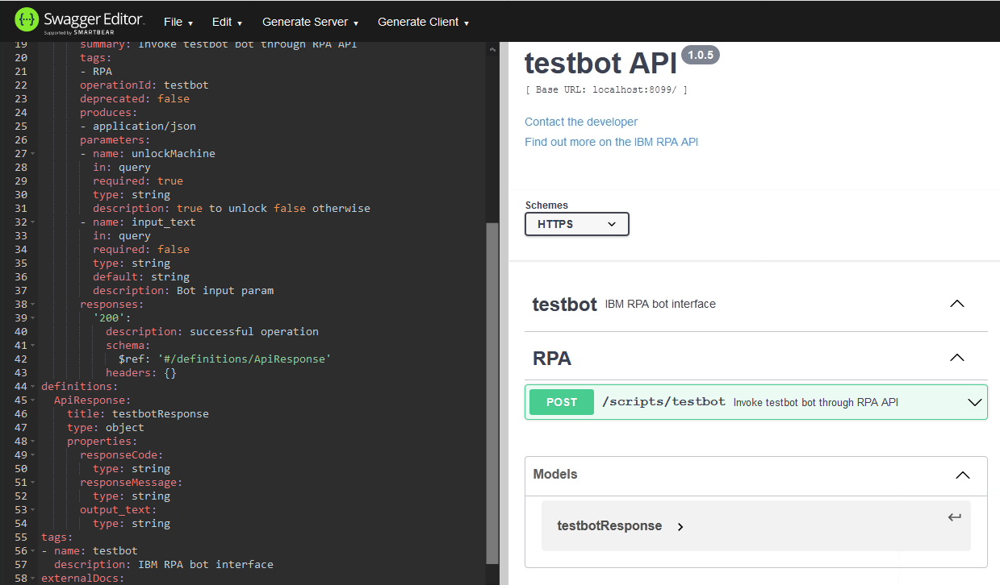 Swagger Editor
Supported by SMARTBEAR
File
Edit
Generate Server
Generate Client
19 summary: Invoke testbot bot through RPA API
20 tags:
21 - RPA
22 operationId: testbot
23 deprecated: false
24 produces:
25 - application/json
26 parameters:
27 - name: unlockMachine
28 in: query
29 required: true
30 type: string
31 description: true to unlock false otherwise
32 - name: input_text
33 in: query
34 required: false
35 type: string
36 default: string
37 description: Bot input param
38 responses:
39 '200':
40 description: successful operation
41 schema:
42 $ref: '#/definitions/ApiResponse'
43 headers: {}
44 definitions:
45 ApiResponse:
46 title: testbotResponse
47 type: object
48 properties:
49 responseCode:
50 type: string
51 responseMessage:
52 type: string
53 output_text:
54 type: string
55 tags:
56 - name: testbot
57 description: IBM RPA bot interface
58 externalDocs:
testbot API 1.0.5
[ Base URL: localhost:8099/ ]
Contact the developer
Find out more on the IBM RPA API
Schemes
HTTPS
testbot IBM RPA bot interface
RPA
POST /scripts/testbot Invoke testbot bot through RPA API
Models
testbotResponse